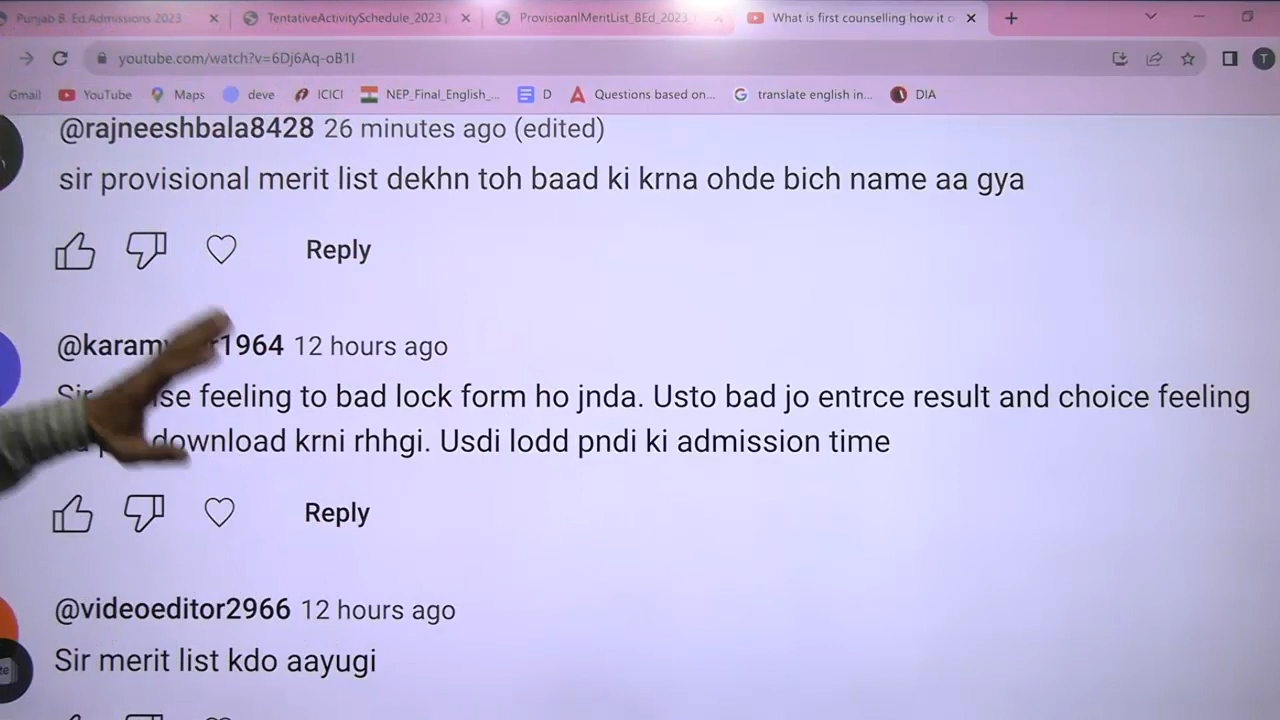 Punjab B. Ed.Admissions 2023
TentativeActivitySchedule_2023
ProvisioanlMeritList_BEd_2023
What is first counselling how it
youtube.com/watch?v=6Dj6Aq-oB1I
T
Gmail YouTube Maps deve ICICI NEP_Final_English_... D Questions based on... translate english in... DIA
@rajneeshbala8428 26 minutes ago (edited)
sir provisional merit list dekhn toh baad ki krna ohde bich name aa gya
Reply
12 hours ago
feeling to bad lock form ho jnda. Usto bad jo entrce result and choice feeling
download krni rhhgi. Usdi lodd pndi ki admission time
Reply
@videoeditor2966 12 hours ago
Sir merit list kdo aayugi